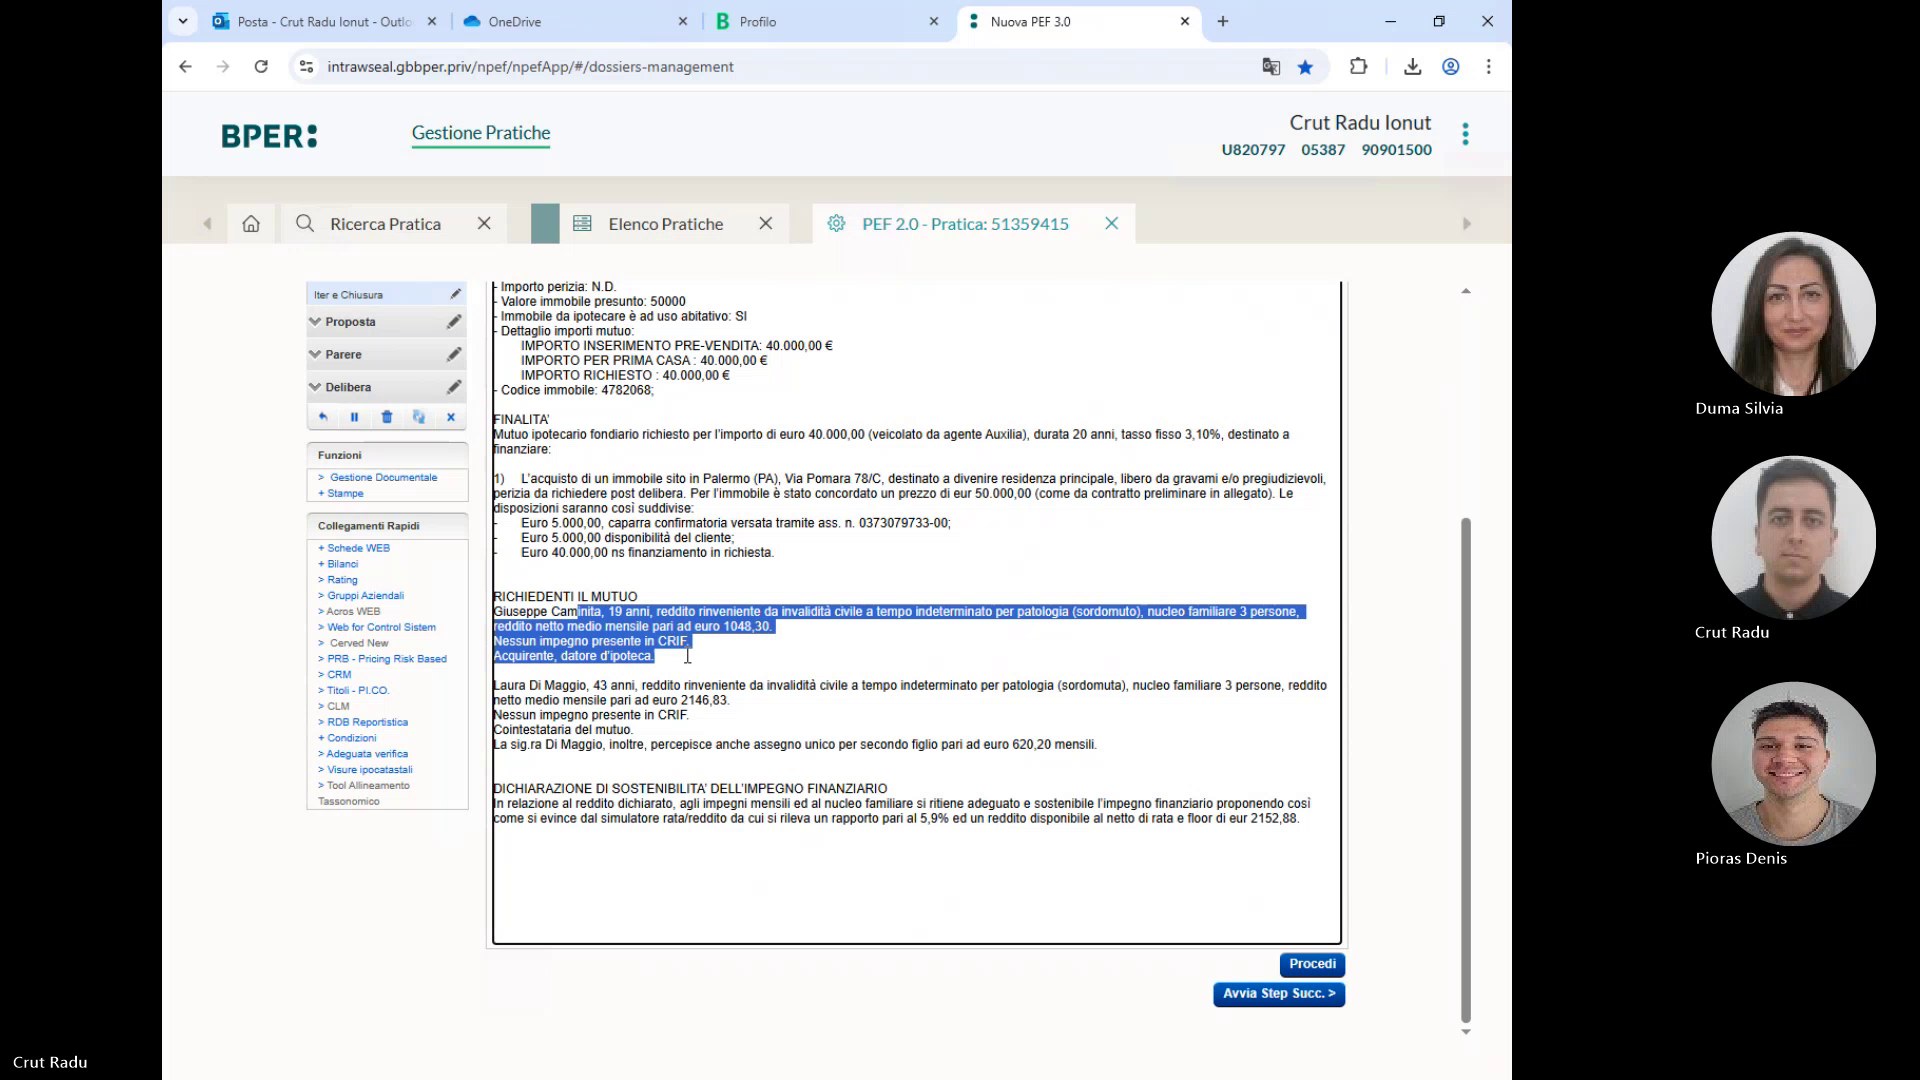 Posta - Crut Radu Ionut - Outlo
OneDrive
Profilo
Nuova PEF 3.0
intrawseal.gbbper.priv/npef/npefApp/#/dossiers-management
BPER:
Gestione Pratiche
Crut Radu Ionut
U820797 05387 90901500
Ricerca Pratica
Elenco Pratiche
PEF 2.0 - Pratica: 51359415
Iter e Chiusura
Proposta
Parere
Delibera
Funzioni
> Gestione Documentale
+ Stampe
Collegamenti Rapidi
+ Schede WEB
+ Bilanci
> Rating
> Gruppi Aziendali
> Acros WEB
> Web for Control Sistem
> Cerved New
> PRB - Pricing Risk Based
> CRM
> Titoli - PI.CO.
> CLM
> RDB Reportistica
+ Condizioni
> Adeguata verifica
> Visure ipocatastali
> Tool Allineamento
Tassonomico
- Importo perizia: N.D.
- Valore immobile presunto: 50000
- Immobile da ipotecare è ad uso abitativo: SI
- Dettaglio importi mutuo:
IMPORTO INSERIMENTO PRE-VENDITA: 40.000,00 €
IMPORTO PER PRIMA CASA : 40.000,00 €
IMPORTO RICHIESTO : 40.000,00 €
- Codice immobile: 4782068;
FINALITA'
Mutuo ipotecario fondiario richiesto per l'importo di euro 40.000,00 (veicolato da agente Auxilia), durata 20 anni, tasso fisso 3,10%, destinato a
finanziare:
1) L'acquisto di un immobile sito in Palermo (PA), Via Pomara 78/C, destinato a divenire residenza principale, libero da gravami e/o pregiudizievoli,
perizia da richiedere post delibera. Per l'immobile è stato concordato un prezzo di eur 50.000,00 (come da contratto preliminare in allegato). Le
disposizioni saranno così suddivise:
- Euro 5.000,00, caparra confirmatoria versata tramite ass. n. 0373079733-00;
- Euro 5.000,00 disponibilità del cliente;
- Euro 40.000,00 ns finanziamento in richiesta.
RICHIEDENTI IL MUTUO
Giuseppe Caminita, 19 anni, reddito rinveniente da invalidità civile a tempo indeterminato per patologia (sordomuto), nucleo familiare 3 persone,
reddito netto medio mensile pari ad euro 1048,30.
Nessun impegno presente in CRIF.
Acquirente, datore d'ipoteca.
Laura Di Maggio, 43 anni, reddito rinveniente da invalidità civile a tempo indeterminato per patologia (sordomuta), nucleo familiare 3 persone, reddito
netto medio mensile pari ad euro 2146,83.
Nessun impegno presente in CRIF.
Cointestataria del mutuo.
La sig.ra Di Maggio, inoltre, percepisce anche assegno unico per secondo figlio pari ad euro 620,20 mensili.
DICHIARAZIONE DI SOSTENIBILITA' DELL'IMPEGNO FINANZIARIO
In relazione al reddito dichiarato, agli impegni mensili ed al nucleo familiare si ritiene adeguato e sostenibile l'impegno finanziario proponendo così
come si evince dal simulatore rata/reddito da cui si rileva un rapporto pari al 5,9% ed un reddito disponibile al netto di rata e floor di eur 2152,88.
Procedi
Avvia Step Succ. >
Duma Silvia
Crut Radu
Pioras Denis
Crut Radu